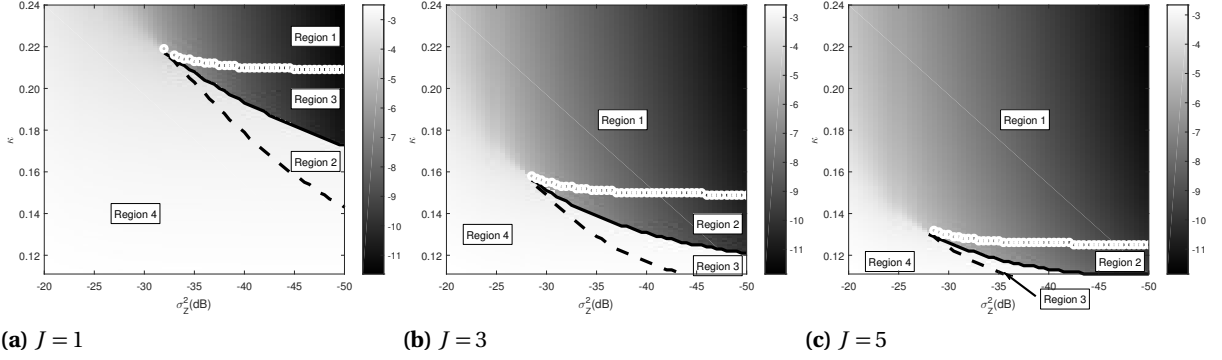 0.24
0.22
0.20
0.18
0.16
0.14
0.12
κ
Region 1
Region 3
Region 2
Region 4
-20 -25 -30 -35 -40 -45 -50
σ_Z^2(dB)
-3
-4
-5
-6
-7
-8
-9
-10
-11
(a) J = 1
0.24
0.22
0.20
0.18
0.16
0.14
0.12
κ
Region 1
Region 2
Region 4
Region 3
-20 -25 -30 -35 -40 -45 -50
σ_Z^2(dB)
-3
-4
-5
-6
-7
-8
-9
-10
-11
(b) J = 3
0.24
0.22
0.20
0.18
0.16
0.14
0.12
κ
Region 1
Region 4
Region 2
Region 3
-20 -25 -30 -35 -40 -45 -50
σ_Z^2(dB)
-3
-4
-5
-6
-7
-8
-9
-10
-11
(c) J = 5